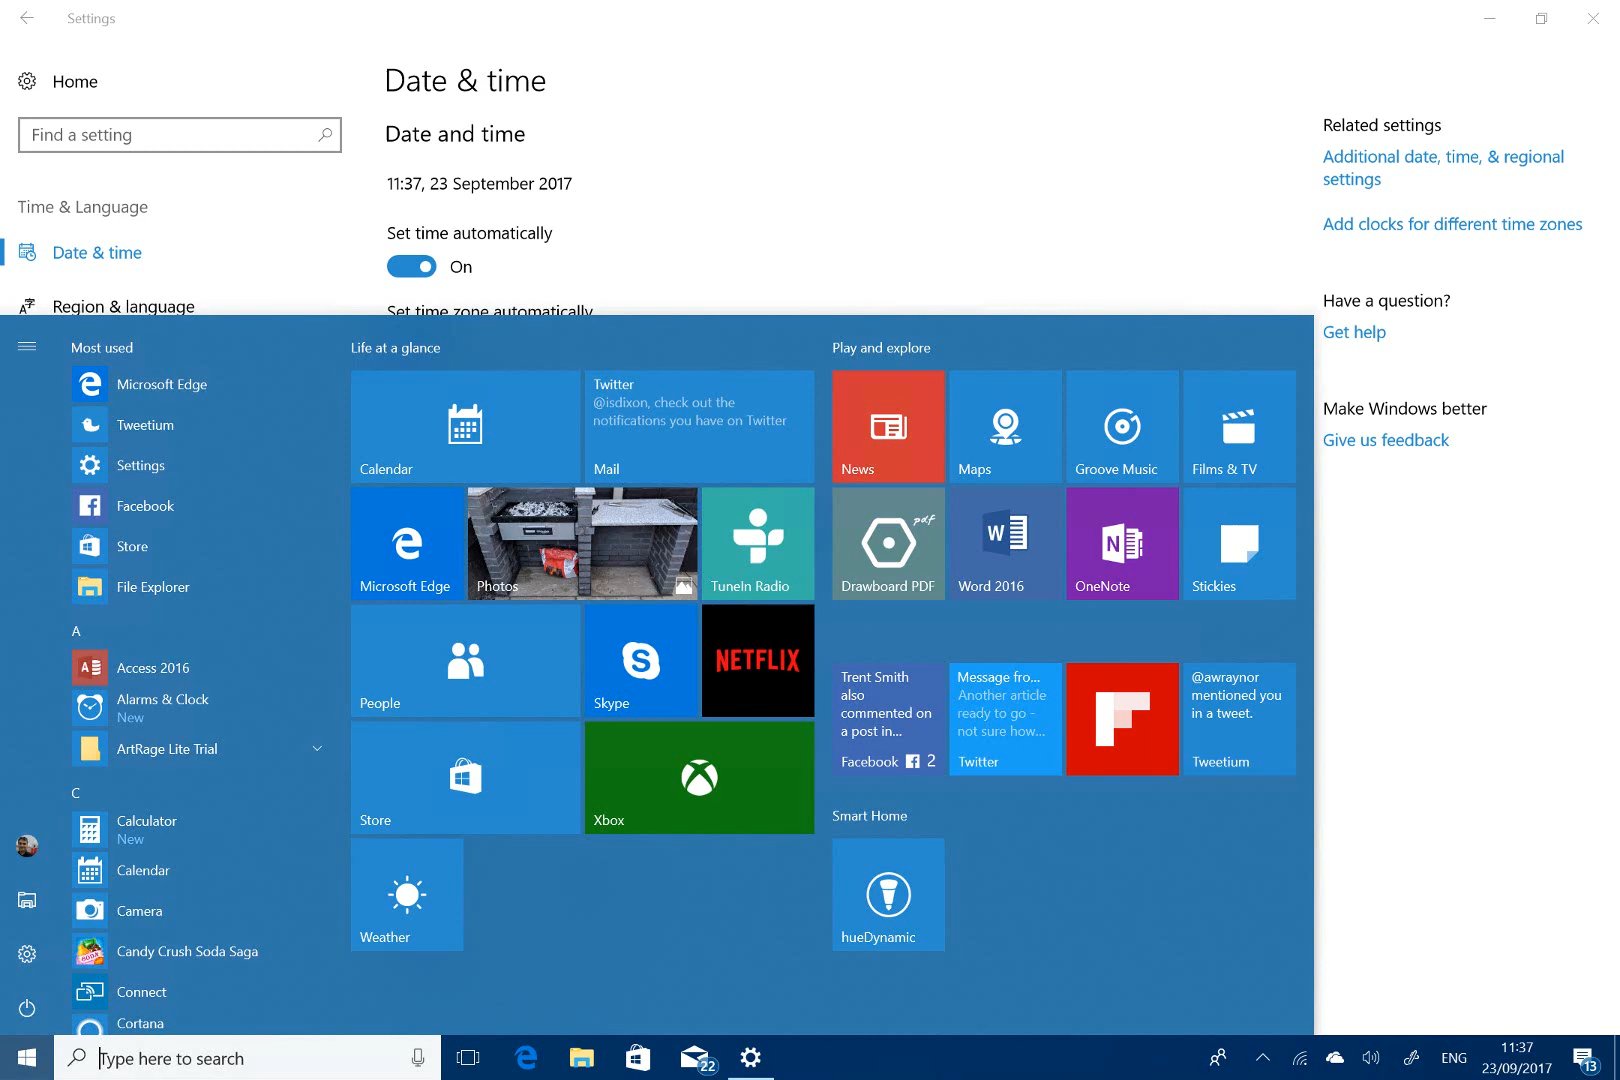 Settings
Home
Find a setting
Time & Language
Date & time
Region & language
Date & time
Date and time
11:37, 23 September 2017
Set time automatically
On
Set time zone automatically
Related settings
Additional date, time, & regional
settings
Add clocks for different time zones
Have a question?
Get help
Make Windows better
Give us feedback
Most used
Microsoft Edge
Tweetium
Settings
Facebook
Store
File Explorer
A
Access 2016
Alarms & Clock
New
ArtRage Lite Trial
C
Calculator
New
Calendar
Camera
Candy Crush Soda Saga
Connect
Cortana
Life at a glance
Calendar
Twitter
@isdixon, check out the
notifications you have on Twitter
Mail
Microsoft Edge
Photos
TuneIn Radio
People
Skype
NETFLIX
Store
Xbox
Weather
Play and explore
News
Maps
Groove Music
Films & TV
pdf
Drawboard PDF
Word 2016
OneNote
Stickies
Trent Smith
also
commented on
a post in...
Facebook 2
Message fro...
Another article
ready to go -
not sure how...
Twitter
@awraynor
mentioned you
in a tweet.
Tweetium
Smart Home
hueDynamic
Type here to search
22
ENG
11:37
23/09/2017
13